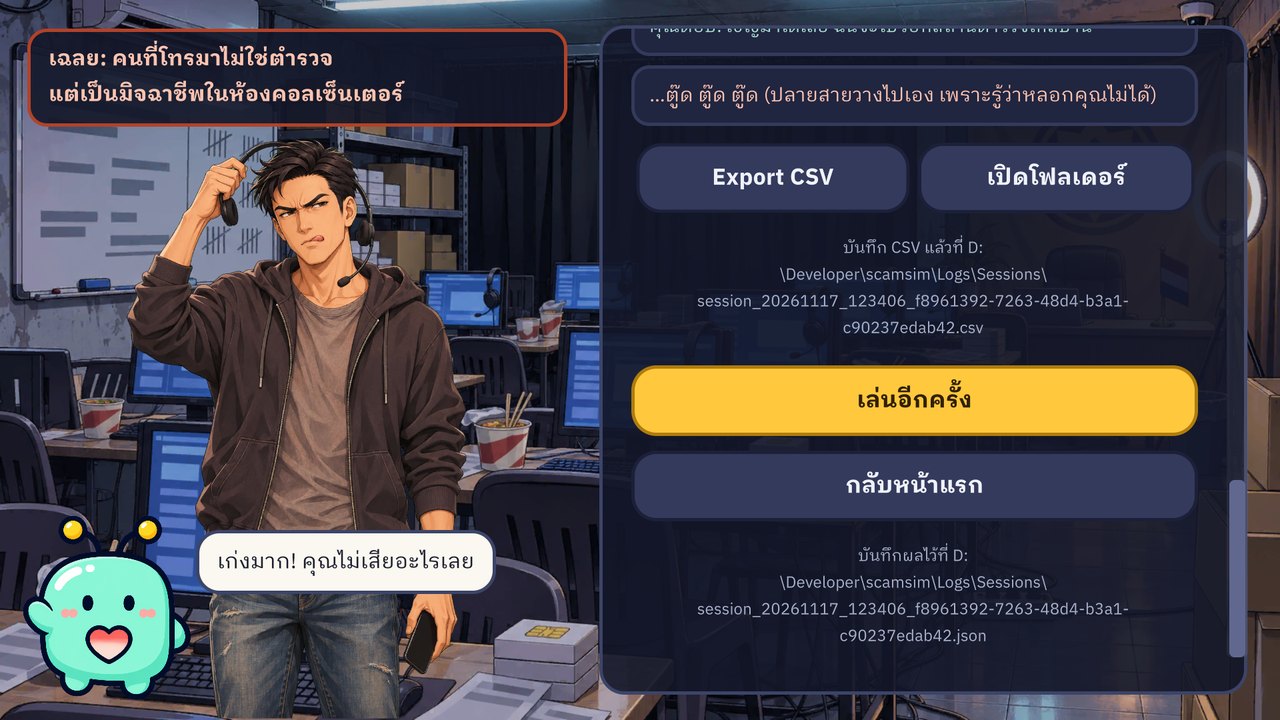 เฉลย: คนที่โทรมาไม่ใช่ตำรวจ
แต่เป็นมิจฉาชีพในห้องคอลเซ็นเตอร์
...ตู๊ด ตู๊ด ตู๊ด (ปลายสายวางไปเอง เพราะรู้ว่าหลอกคุณไม่ได้)
Export CSV
เปิดโฟลเดอร์
บันทึก CSV แล้วที่ D:
\Developer\scamsim\Logs\Sessions\
session_20261117_123406_f8961392-7263-48d4-b3a1-
c90237edab42.csv
เล่นอีกครั้ง
กลับหน้าแรก
บันทึกผลไว้ที่ D:
\Developer\scamsim\Logs\Sessions\
session_20261117_123406_f8961392-7263-48d4-b3a1-
c90237edab42.json
เก่งมาก! คุณไม่เสียอะไรเลย